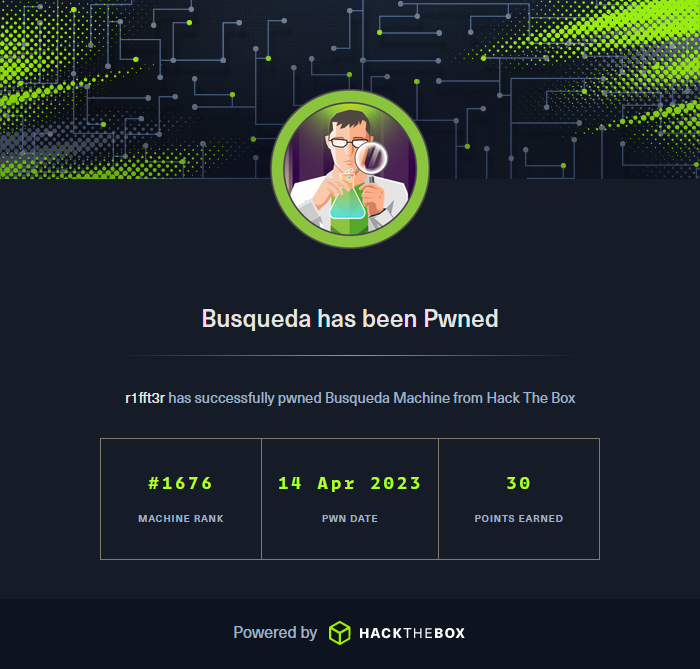 Busqueda has been Pwned
r1fft3r has successfully pwned Busqueda Machine from Hack The Box
#1676 14 Apr 2023 30
MACHINE RANK PWN DATE POINTS EARNED
Powered by HACKTHEBOX